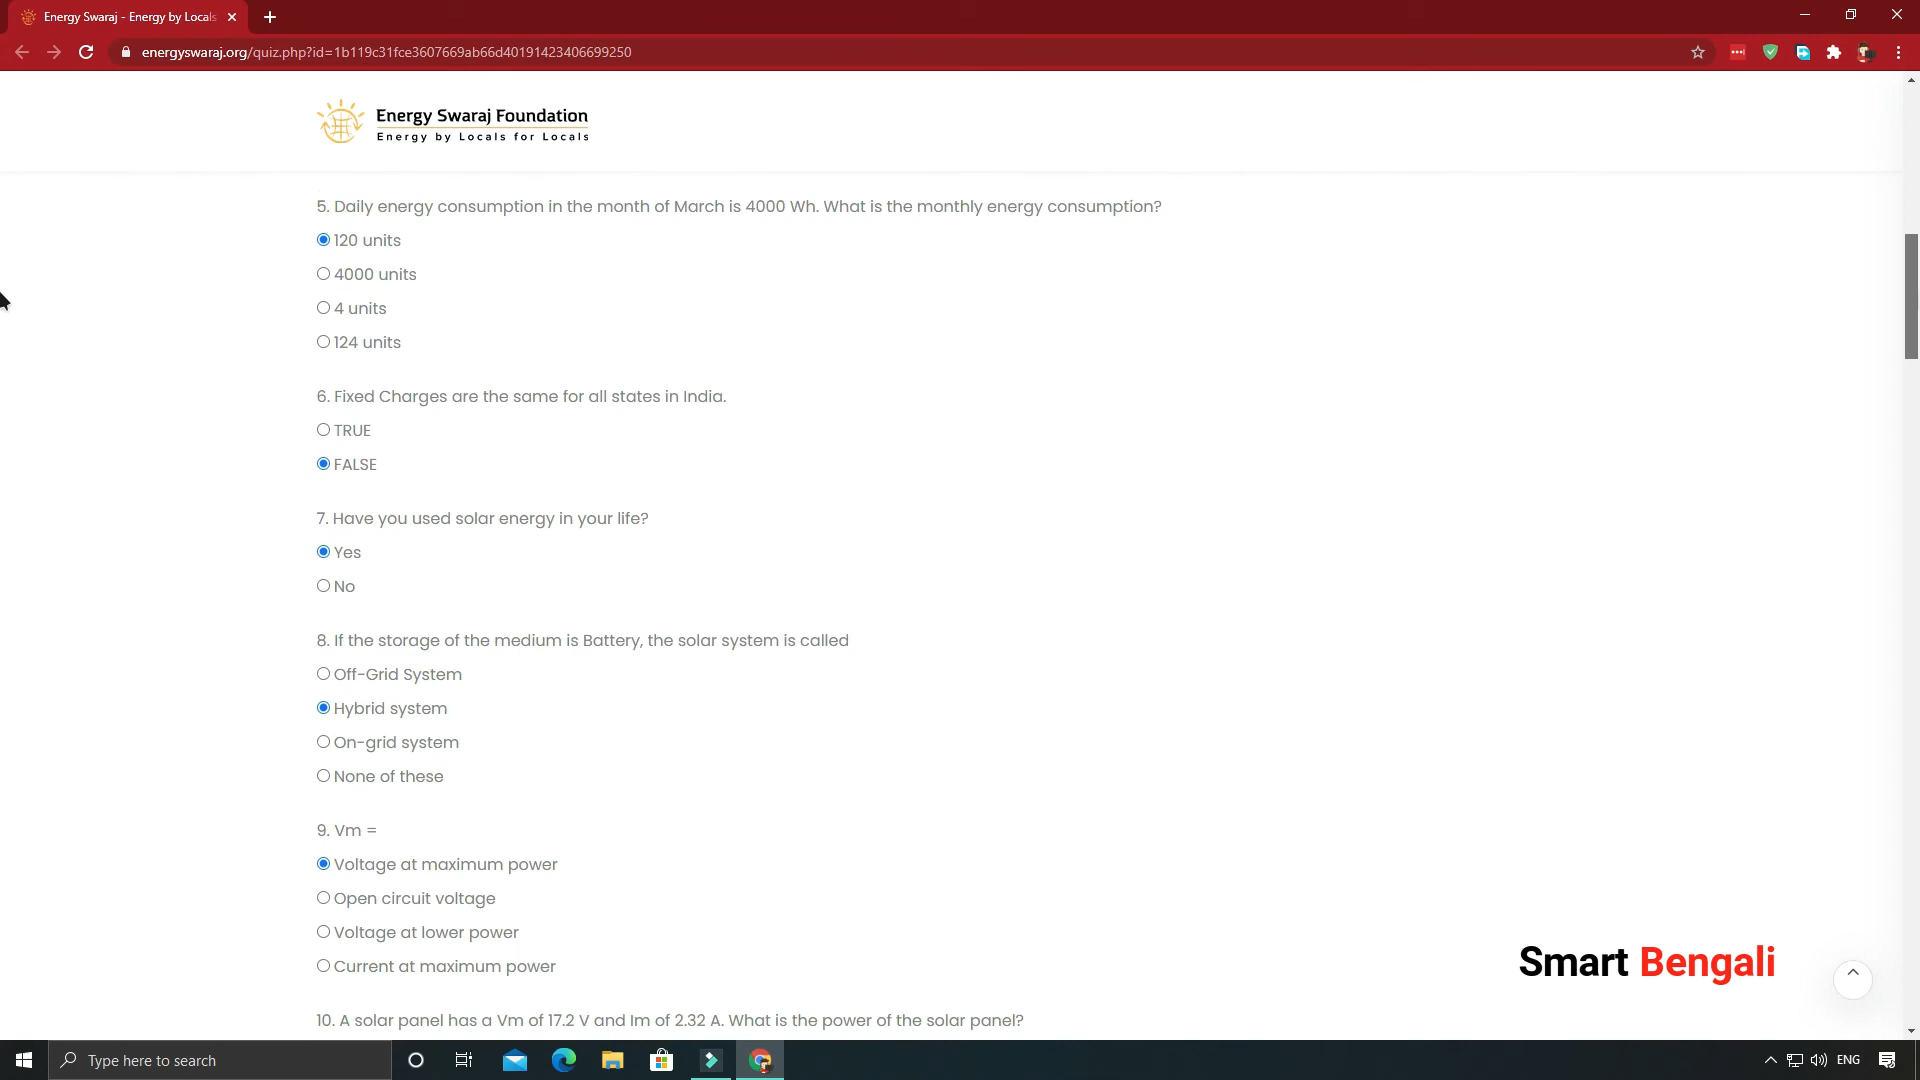 Energy Swaraj - Energy by Locals
energyswaraj.org/quiz.php?id=1b119c31fce3607669ab66d40191423406699250
Energy Swaraj Foundation
Energy by Locals for Locals
5. Daily energy consumption in the month of March is 4000 Wh. What is the monthly energy consumption?
120 units
4000 units
4 units
124 units
6. Fixed Charges are the same for all states in India.
TRUE
FALSE
7. Have you used solar energy in your life?
Yes
No
8. If the storage of the medium is Battery, the solar system is called
Off-Grid System
Hybrid system
On-grid system
None of these
9. Vm =
Voltage at maximum power
Open circuit voltage
Voltage at lower power
Current at maximum power
Smart Bengali
10. A solar panel has a Vm of 17.2 V and Im of 2.32 A. What is the power of the solar panel?
Type here to search
ENG